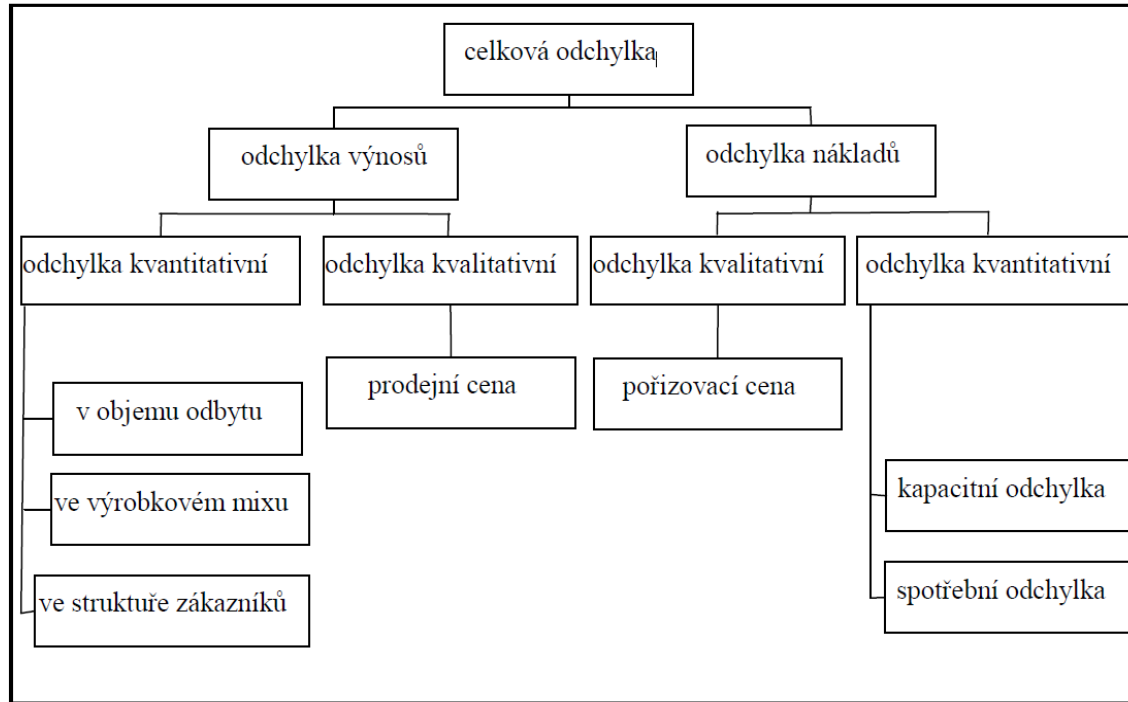 celková odchylka
odchylka výnosů
odchylka nákladů
odchylka kvantitativní
odchylka kvalitativní
odchylka kvalitativní
odchylka kvantitativní
prodejní cena
pořizovací cena
v objemu odbytu
ve výrobkovém mixu
kapacitní odchylka
ve struktuře zákazníků
spotřební odchylka